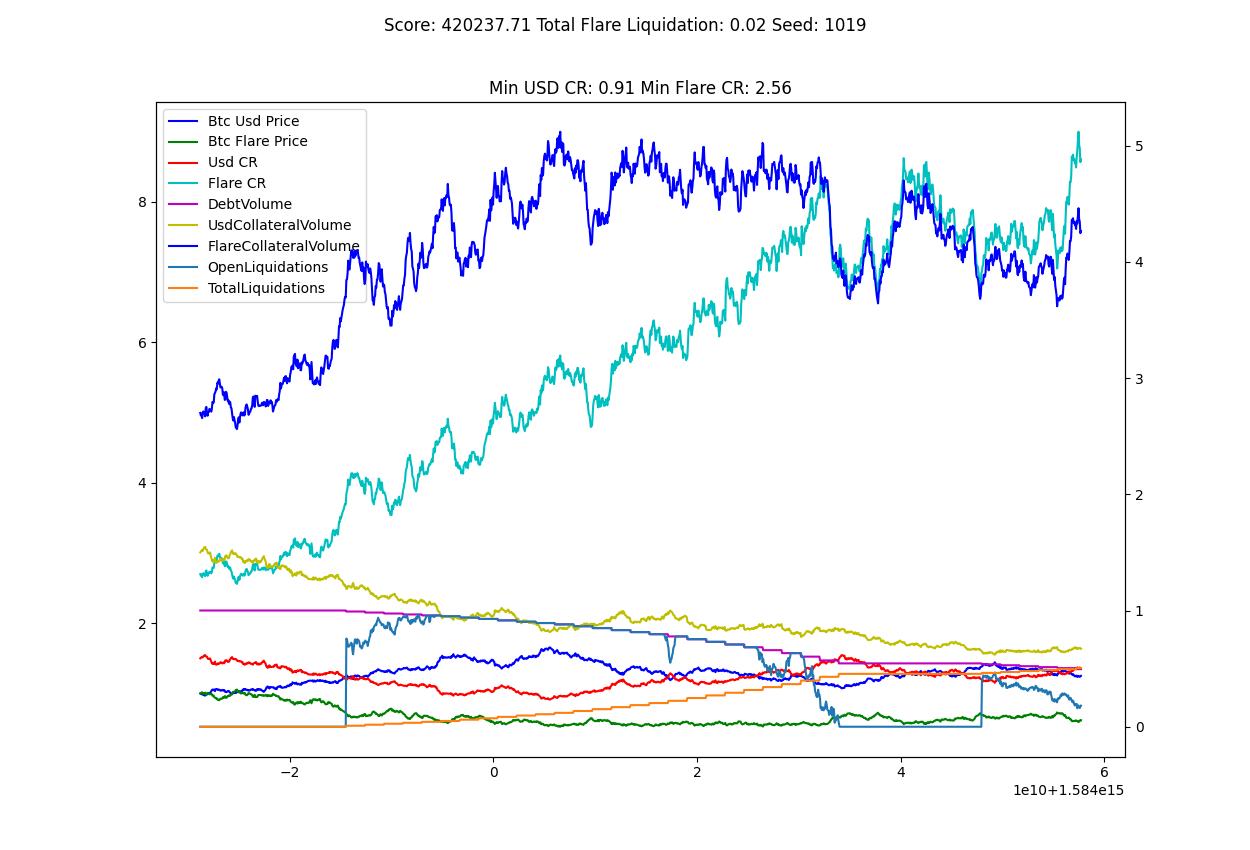 Score: 420237.71 Total Flare Liquidation: 0.02 Seed: 1019
Min USD CR: 0.91 Min Flare CR: 2.56
Btc Usd Price
Btc Flare Price
Usd CR
Flare CR
DebtVolume
UsdCollateralVolume
FlareCollateralVolume
OpenLiquidations
TotalLiquidations
8
6
4
2
5
4
3
2
1
0
−2
0
2
4
6
1e10+1.584e15